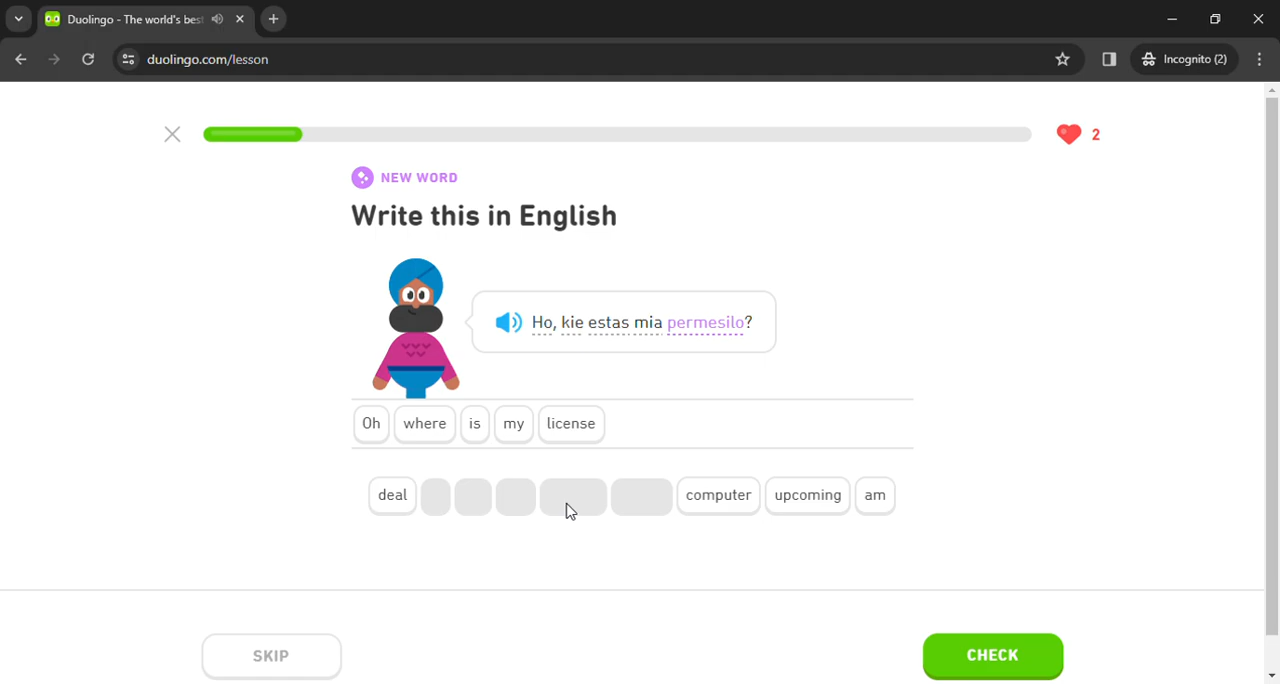 Duolingo - The world's bes
duolingo.com/lesson
Incognito (2)
2
NEW WORD
Write this in English
Ho, kie estas mia permesilo?
Oh where is my license
deal computer upcoming am
SKIP CHECK